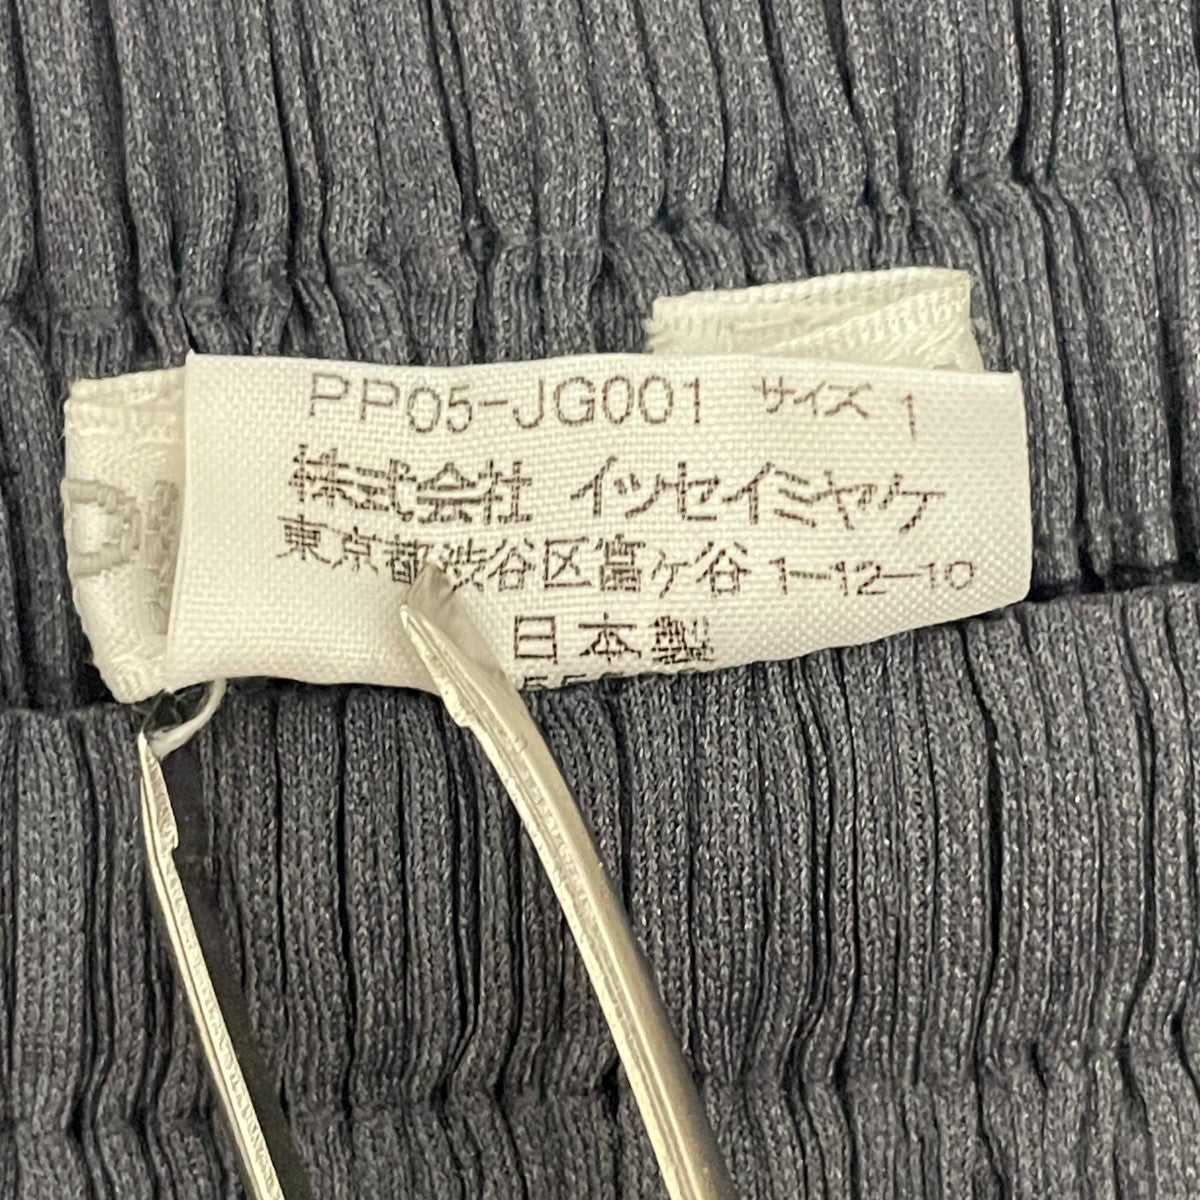 PP05-JG001 サイズ 1
株式会社 イッセイミヤケ
東京都渋谷区富ヶ谷 1-12-10
日本製